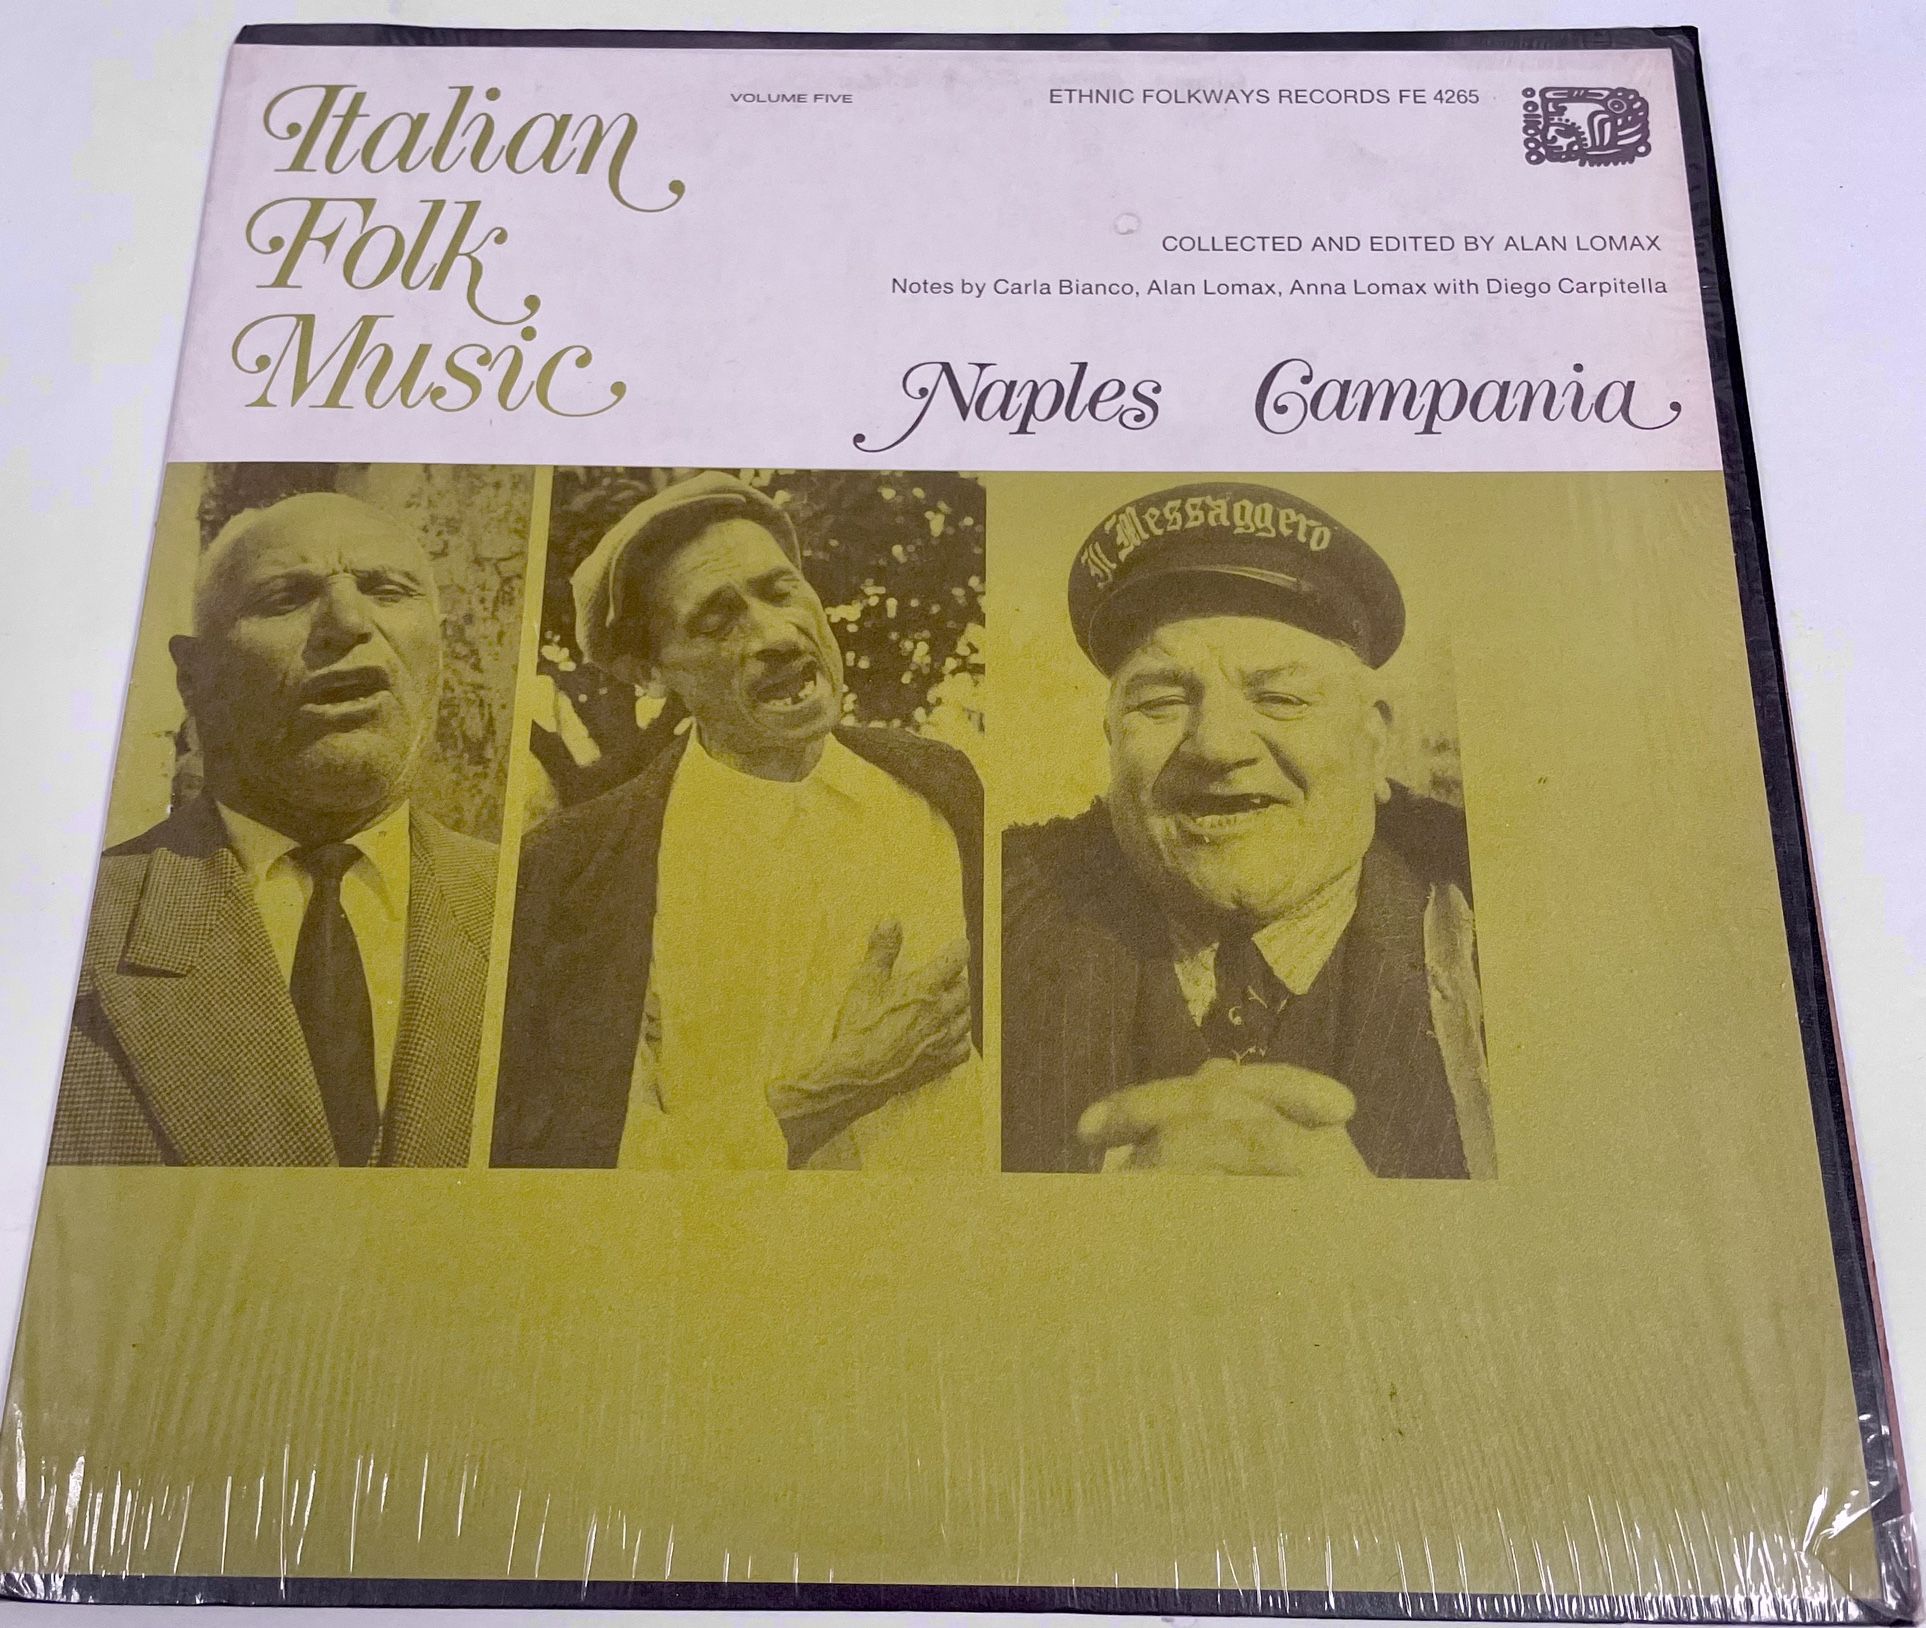 Italian
Folk
Music
VOLUME FIVE
ETHNIC FOLKWAYS RECORDS FE 4265
COLLECTED AND EDITED BY ALAN LOMAX
Notes by Carla Bianco, Alan Lomax, Anna Lomax with Diego Carpitella
Naples Campania
Il Messaggero